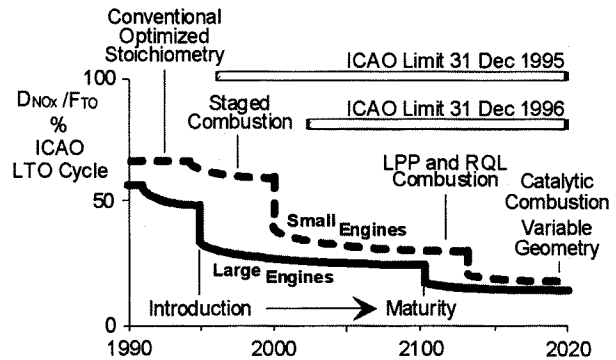 Conventional
Optimized
Stoichiometry
ICAO Limit 31 Dec 1995
100
DNOx /FTO
%
ICAO
LTO Cycle
Staged
Combustion
ICAO Limit 31 Dec 1996
LPP and RQL
Combustion
Catalytic
Combustion
Variable
Geometry
50
Small Engines
Large Engines
Introduction
Maturity
0
1990
2000
2100
2020